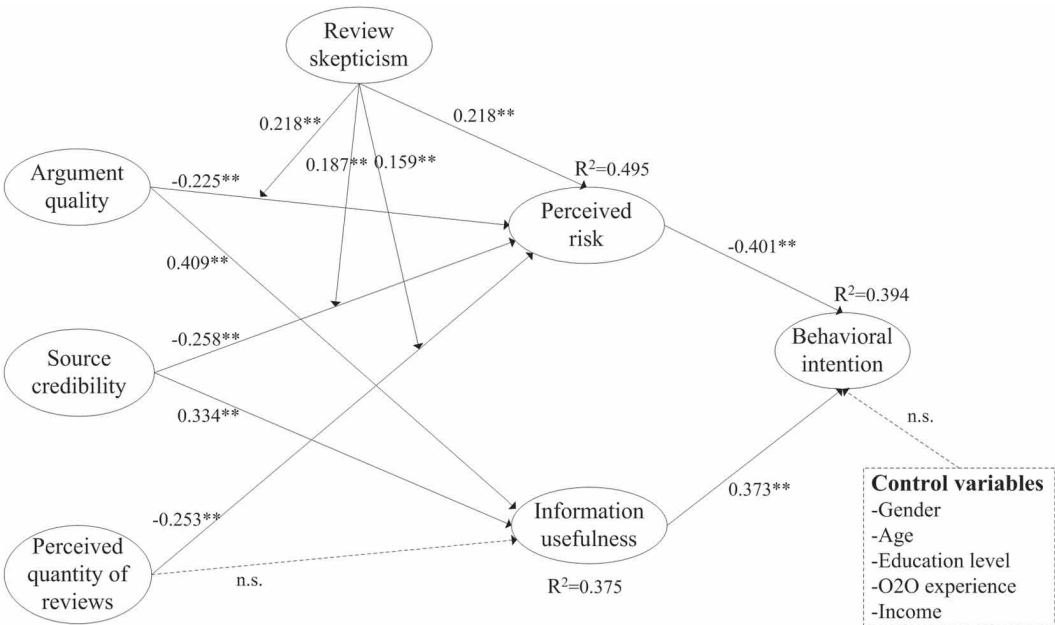 Review
skepticism
0.218**
0.218**
0.187**
0.159**
R²=0.495
Argument
quality
-0.225**
Perceived
risk
-0.401**
0.409**
R²=0.394
Source
credibility
-0.258**
Behavioral
intention
0.334**
n.s.
0.373**
Control variables
-Gender
-Age
-Education level
-O2O experience
-Income
-0.253**
Information
usefulness
Perceived
quantity of
reviews
n.s.
R²=0.375